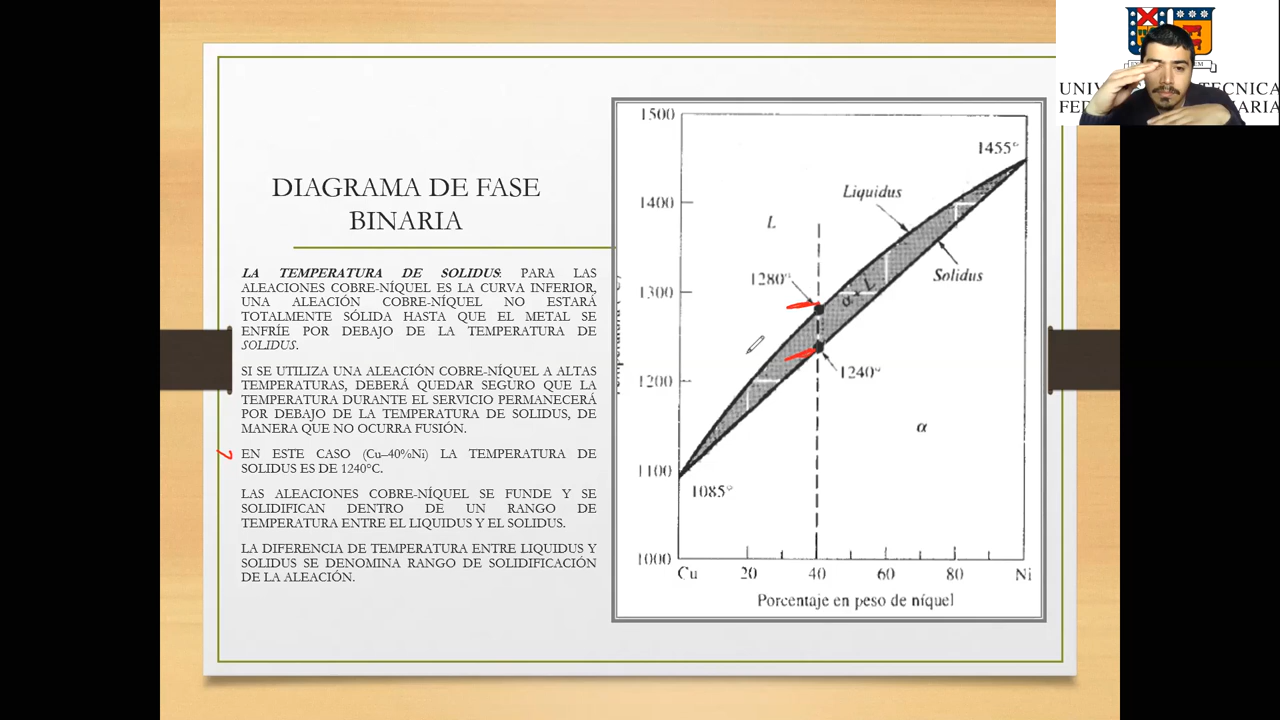 DIAGRAMA DE FASE
BINARIA
LA TEMPERATURA DE SOLIDUS: PARA LAS
ALEACIONES COBRE-NÍQUEL ES LA CURVA INFERIOR,
UNA ALEACIÓN COBRE-NÍQUEL NO ESTARÁ
TOTALMENTE SÓLIDA HASTA QUE EL METAL SE
ENFRÍE POR DEBAJO DE LA TEMPERATURA DE
SOLIDUS.
SI SE UTILIZA UNA ALEACIÓN COBRE-NÍQUEL A ALTAS
TEMPERATURAS, DEBERÁ QUEDAR SEGURO QUE LA
TEMPERATURA DURANTE EL SERVICIO PERMANECERÁ
POR DEBAJO DE LA TEMPERATURA DE SOLIDUS, DE
MANERA QUE NO OCURRA FUSIÓN.
EN ESTE CASO (Cu–40%Ni) LA TEMPERATURA DE
SOLIDUS ES DE 1240°C.
LAS ALEACIONES COBRE-NÍQUEL SE FUNDE Y SE
SOLIDIFICAN DENTRO DE UN RANGO DE
TEMPERATURA ENTRE EL LIQUIDUS Y EL SOLIDUS.
LA DIFERENCIA DE TEMPERATURA ENTRE LIQUIDUS Y
SOLIDUS SE DENOMINA RANGO DE SOLIDIFICACIÓN
DE LA ALEACIÓN.
1500
1455°
1400
Liquidus
L
Solidus
1280°
1300
α + L
1240°
1200
α
1100
1085°
1000
Cu 20 40 60 80 Ni
Porcentaje en peso de níquel